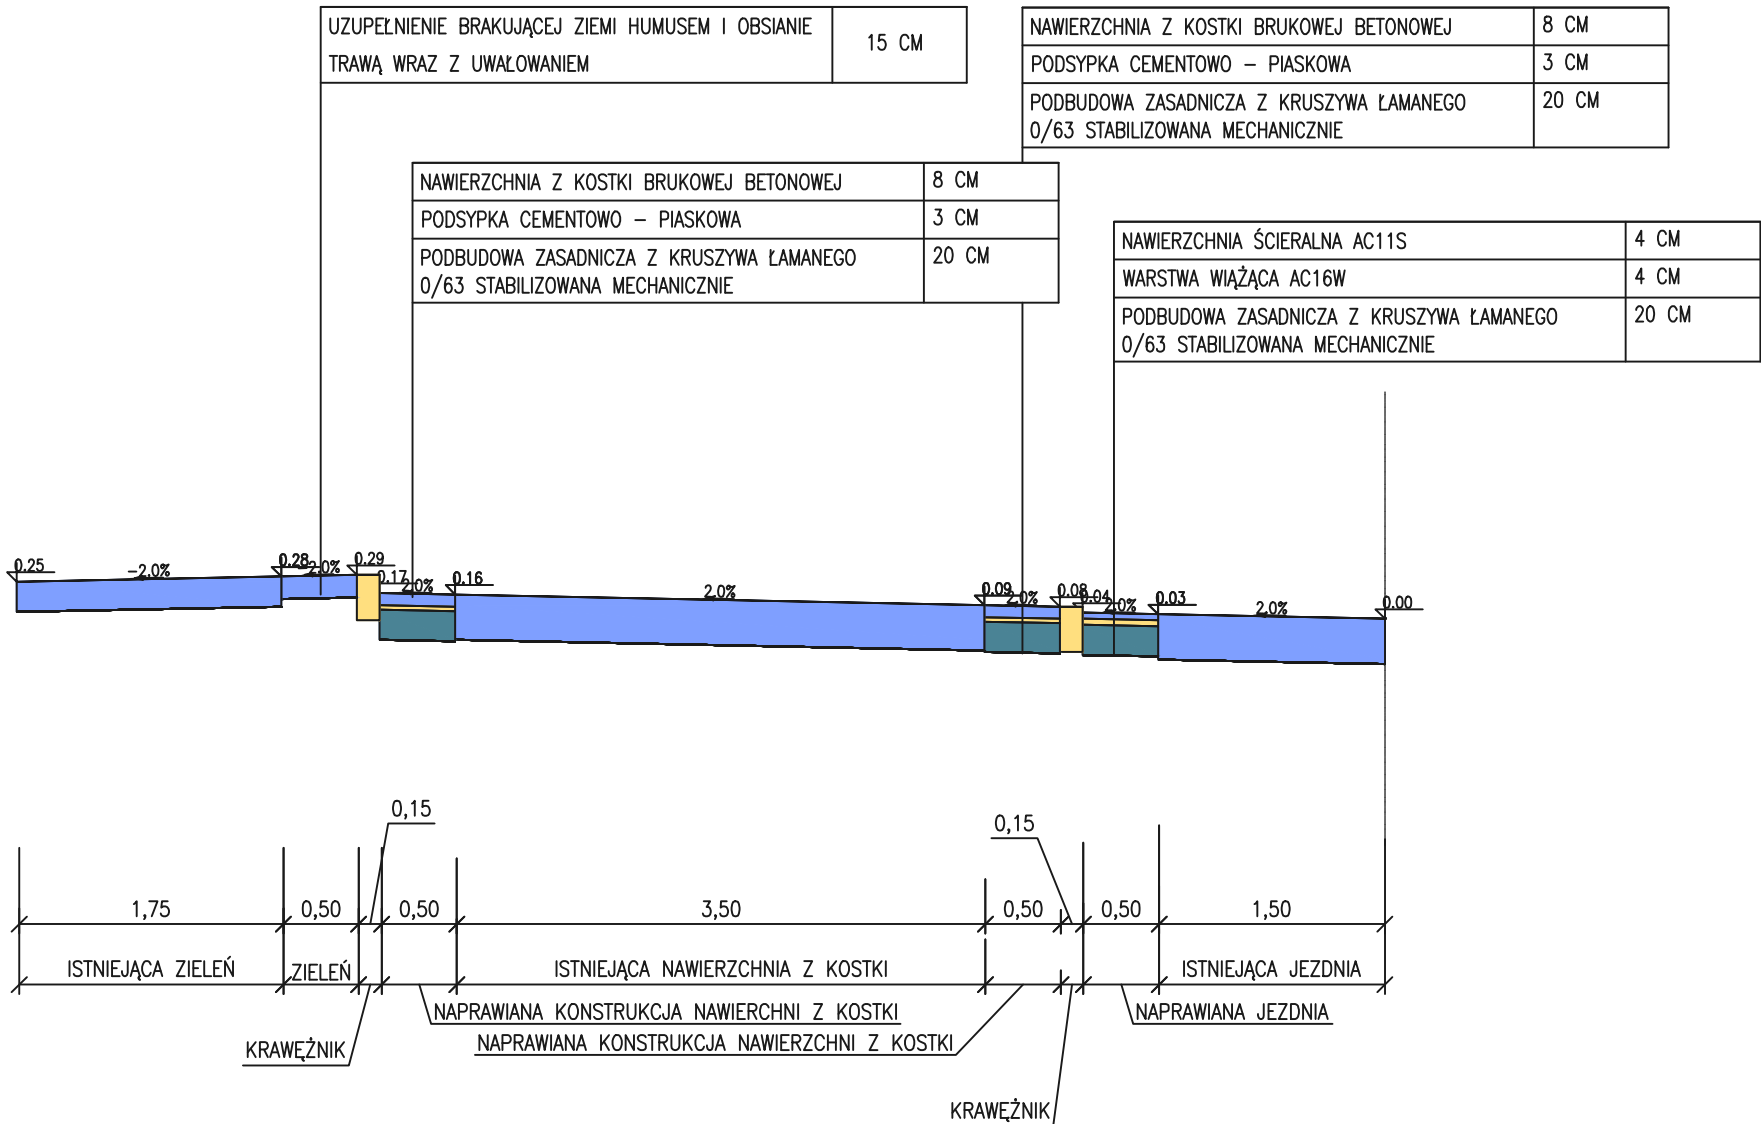 UZUPEŁNIENIE BRAKUJĄCEJ ZIEMI HUMUSEM I OBSIANIE
TRAWĄ WRAZ Z UWAŁOWANIEM
15 CM
NAWIERZCHNIA Z KOSTKI BRUKOWEJ BETONOWEJ 8 CM
PODSYPKA CEMENTOWO – PIASKOWA 3 CM
PODBUDOWA ZASADNICZA Z KRUSZYWA ŁAMANEGO 20 CM
0/63 STABILIZOWANA MECHANICZNIE
NAWIERZCHNIA Z KOSTKI BRUKOWEJ BETONOWEJ 8 CM
PODSYPKA CEMENTOWO – PIASKOWA 3 CM
PODBUDOWA ZASADNICZA Z KRUSZYWA ŁAMANEGO 20 CM
0/63 STABILIZOWANA MECHANICZNIE
NAWIERZCHNIA ŚCIERALNA AC11S 4 CM
WARSTWA WIĄŻĄCA AC16W 4 CM
PODBUDOWA ZASADNICZA Z KRUSZYWA ŁAMANEGO 20 CM
0/63 STABILIZOWANA MECHANICZNIE
0.25 -2.0% 0.28 -2.0% 0.29 0.17 2.0% 0.16 2.0% 0.09 2.0% 0.08 0.04 2.0% 0.03 2.0% 0.00
0,15 0,15
1,75 0,50 0,50 3,50 0,50 0,50 1,50
ISTNIEJĄCA ZIELEŃ ZIELEŃ ISTNIEJĄCA NAWIERZCHNIA Z KOSTKI ISTNIEJĄCA JEZDNIA
NAPRAWIANA KONSTRUKCJA NAWIERCHNI Z KOSTKI NAPRAWIANA JEZDNIA
NAPRAWIANA KONSTRUKCJA NAWIERZCHNI Z KOSTKI
KRAWĘŻNIK
KRAWĘŻNIK